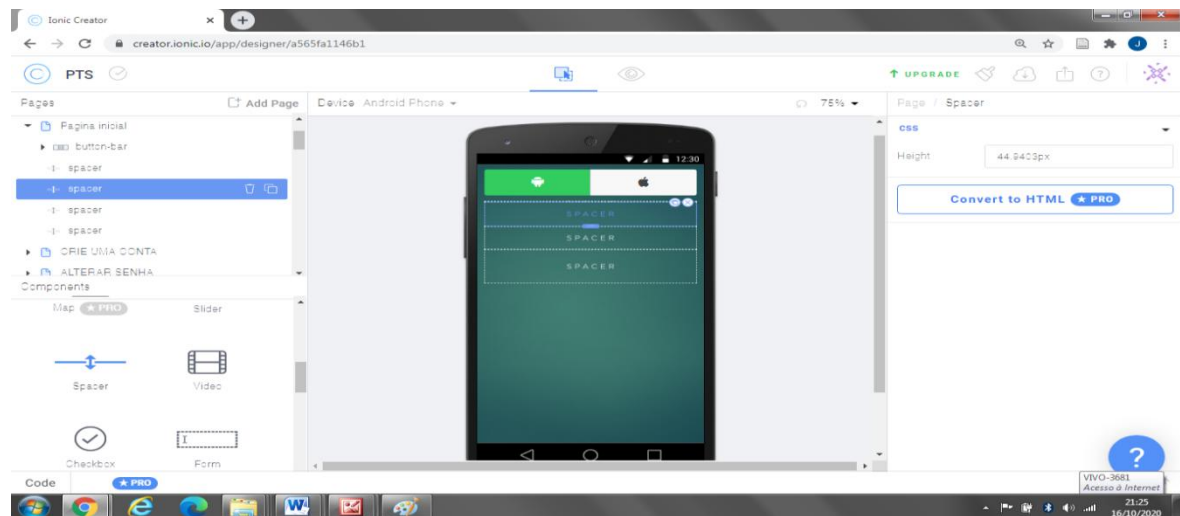 Ionic Creator
creator.ionic.io/app/designer/a565fa1146b1
J
PTS
UPGRADE
Pages
Add Page
Device Android Phone
75%
Page / Spacer
Pagina inicial
button-bar
spacer
spacer
spacer
spacer
CRIE UMA CONTA
ALTERAR SENHA
Components
Map PRO
Slider
Spacer
Video
Checkbox
Form
12:30
SPACER
SPACER
SPACER
css
Height 44.9403px
Convert to HTML PRO
?
Code PRO
VIVO-3681
Acesso à Internet
21:25
16/10/2020